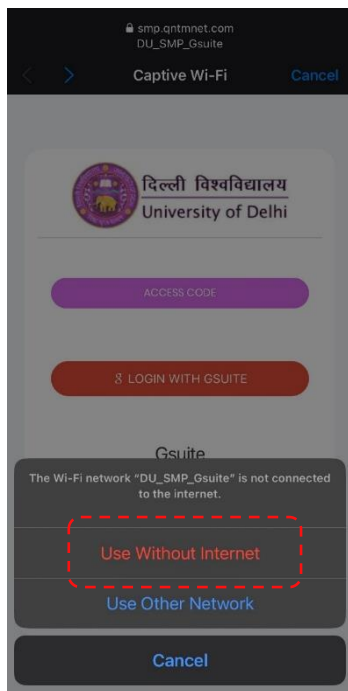 smp.qntmnet.com
DU_SMP_Gsuite
Captive Wi-Fi
Cancel
दिल्ली विश्वविद्यालय
University of Delhi
ACCESS CODE
8 LOGIN WITH GSUITE
Gsuite
The Wi-Fi network “DU_SMP_Gsuite” is not connected
to the internet.
Use Without Internet
Use Other Network
Cancel